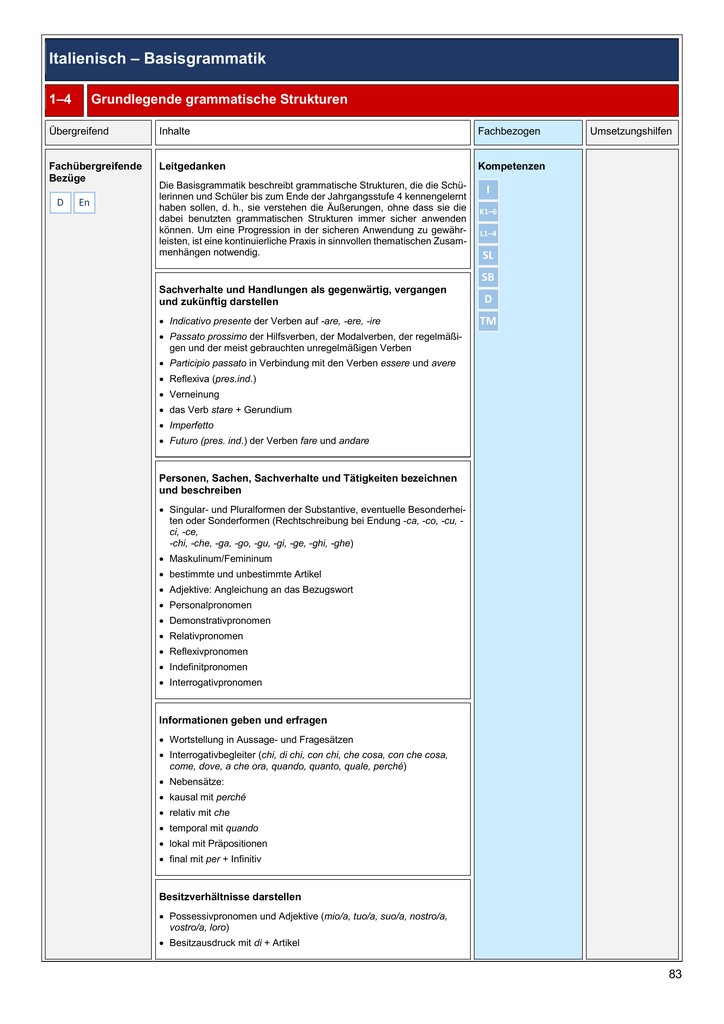 Italienisch – Basisgrammatik
1–4 Grundlegende grammatische Strukturen
Übergreifend Inhalte Fachbezogen Umsetzungshilfen
Fachübergreifende
Bezüge
D En
Leitgedanken
Die Basisgrammatik beschreibt grammatische Strukturen, die die Schü-
lerinnen und Schüler bis zum Ende der Jahrgangsstufe 4 kennengelernt
haben sollen, d. h., sie verstehen die Äußerungen, ohne dass sie die
dabei benutzten grammatischen Strukturen immer sicher anwenden
können. Um eine Progression in der sicheren Anwendung zu gewähr-
leisten, ist eine kontinuierliche Praxis in sinnvollen thematischen Zusam-
menhängen notwendig.
Sachverhalte und Handlungen als gegenwärtig, vergangen
und zukünftig darstellen
• Indicativo presente der Verben auf -are, -ere, -ire
• Passato prossimo der Hilfsverben, der Modalverben, der regelmäßi-
gen und der meist gebrauchten unregelmäßigen Verben
• Participio passato in Verbindung mit den Verben essere und avere
• Reflexiva (pres.ind.)
• Verneinung
• das Verb stare + Gerundium
• Imperfetto
• Futuro (pres. ind.) der Verben fare und andare
Personen, Sachen, Sachverhalte und Tätigkeiten bezeichnen
und beschreiben
• Singular- und Pluralformen der Substantive, eventuelle Besonderhei-
ten oder Sonderformen (Rechtschreibung bei Endung -ca, -co, -cu, -
ci, -ce,
-chi, -che, -ga, -go, -gu, -gi, -ge, -ghi, -ghe)
• Maskulinum/Femininum
• bestimmte und unbestimmte Artikel
• Adjektive: Angleichung an das Bezugswort
• Personalpronomen
• Demonstrativpronomen
• Relativpronomen
• Reflexivpronomen
• Indefinitpronomen
• Interrogativpronomen
Informationen geben und erfragen
• Wortstellung in Aussage- und Fragesätzen
• Interrogativbegleiter (chi, di chi, con chi, che cosa, con che cosa,
come, dove, a che ora, quando, quanto, quale, perché)
• Nebensätze:
• kausal mit perché
• relativ mit che
• temporal mit quando
• lokal mit Präpositionen
• final mit per + Infinitiv
Besitzverhältnisse darstellen
• Possessivpronomen und Adjektive (mio/a, tuo/a, suo/a, nostro/a,
vostro/a, loro)
• Besitzausdruck mit di + Artikel
Kompetenzen
I
K1–6
L1–4
SL
SB
D
TM
83